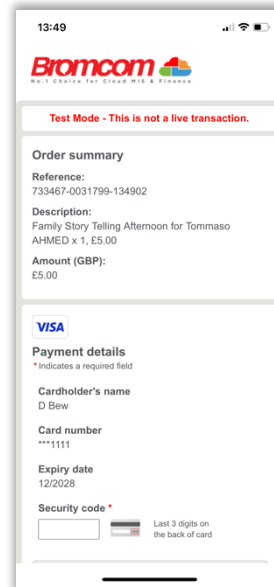 13:49
Bromcom
No.1 Choice for Cloud MIS & Finance
Test Mode - This is not a live transaction.
Order summary
Reference:
733467-0031799-134902
Description:
Family Story Telling Afternoon for Tommaso
AHMED x 1, £5.00
Amount (GBP):
£5.00
VISA
Payment details
* Indicates a required field
Cardholder's name
D Bew
Card number
***1111
Expiry date
12/2028
Security code *
Last 3 digits on
the back of card